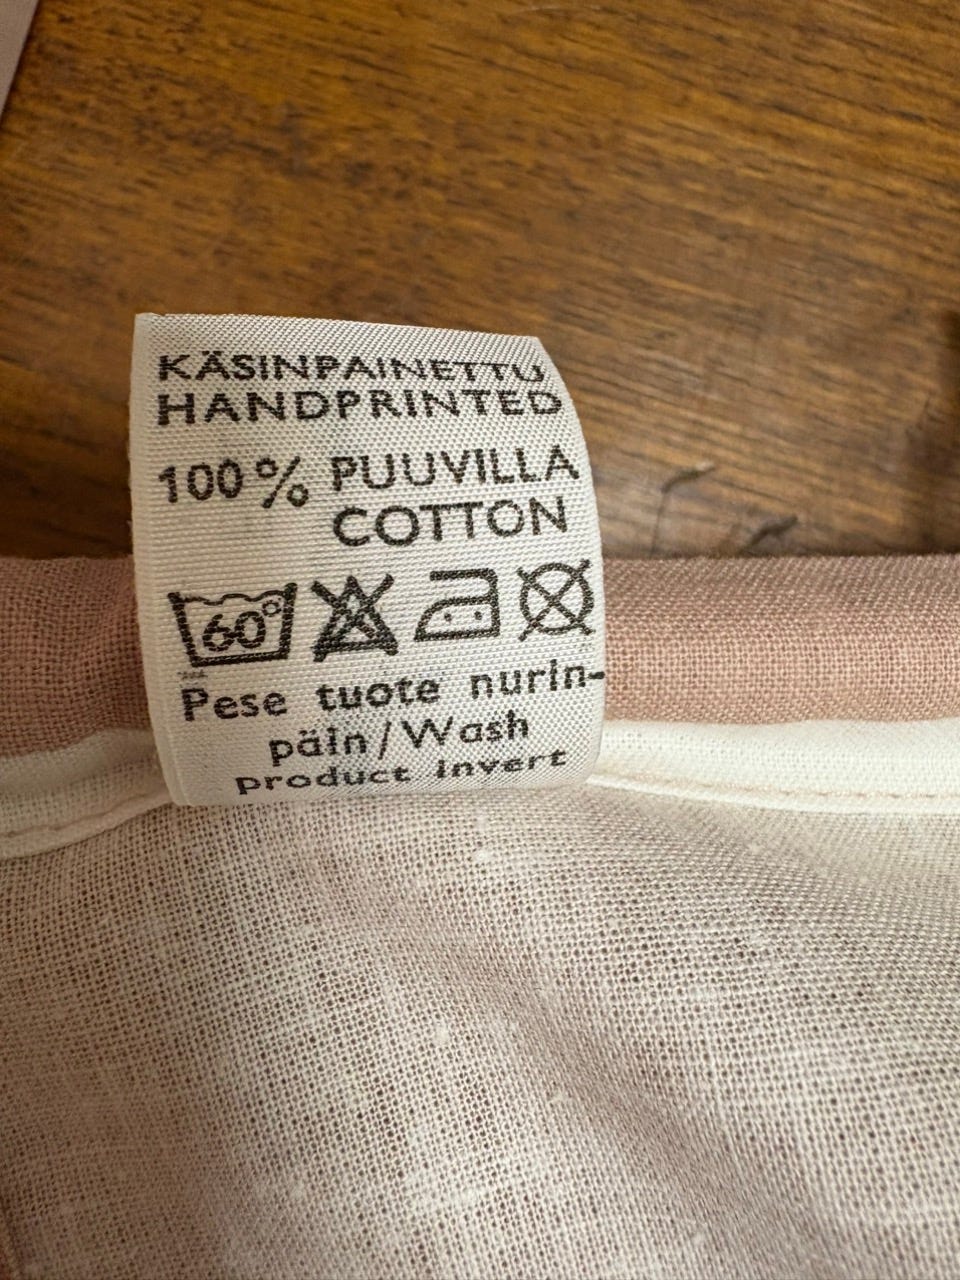 KÄSINPAINETTU
HANDPRINTED
100% PUUVILLA
COTTON
60°
Pese tuote nurin-
päin/Wash
product invert